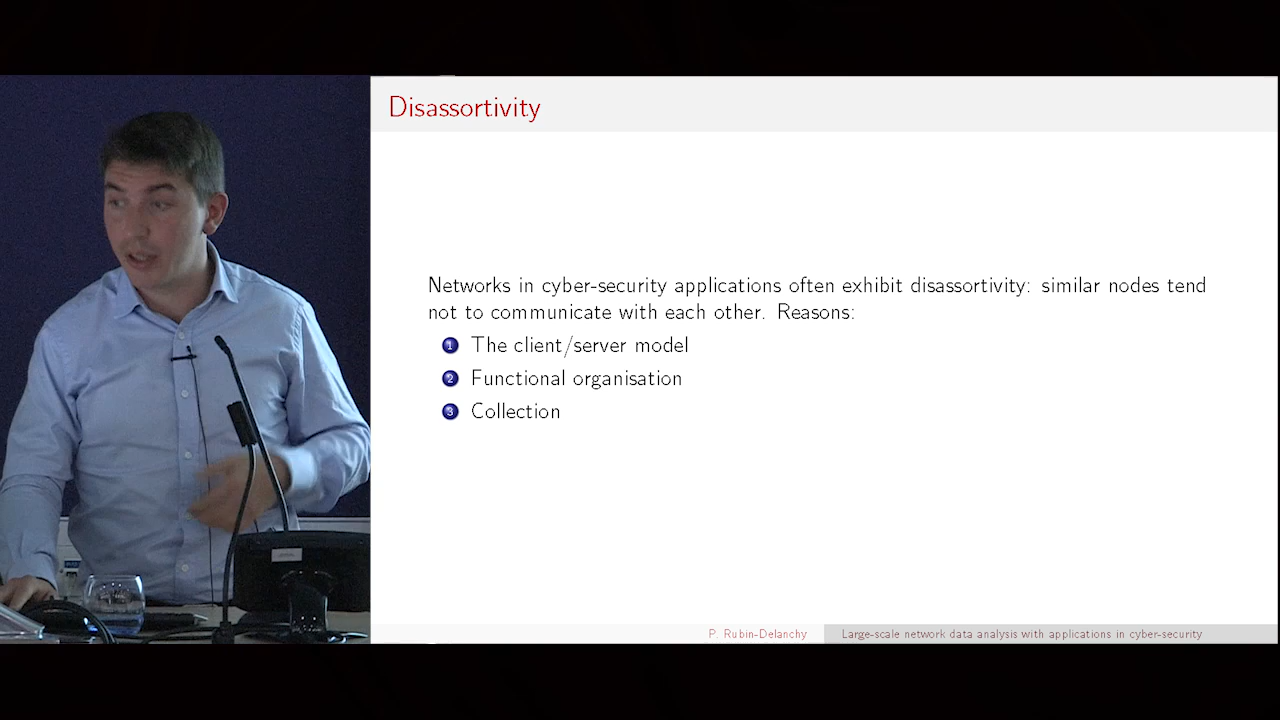 Disassortivity
Networks in cyber-security applications often exhibit disassortivity: similar nodes tend
not to communicate with each other. Reasons:
1 The client/server model
2 Functional organisation
3 Collection
P. Rubin-Delanchy Large-scale network data analysis with applications in cyber-security